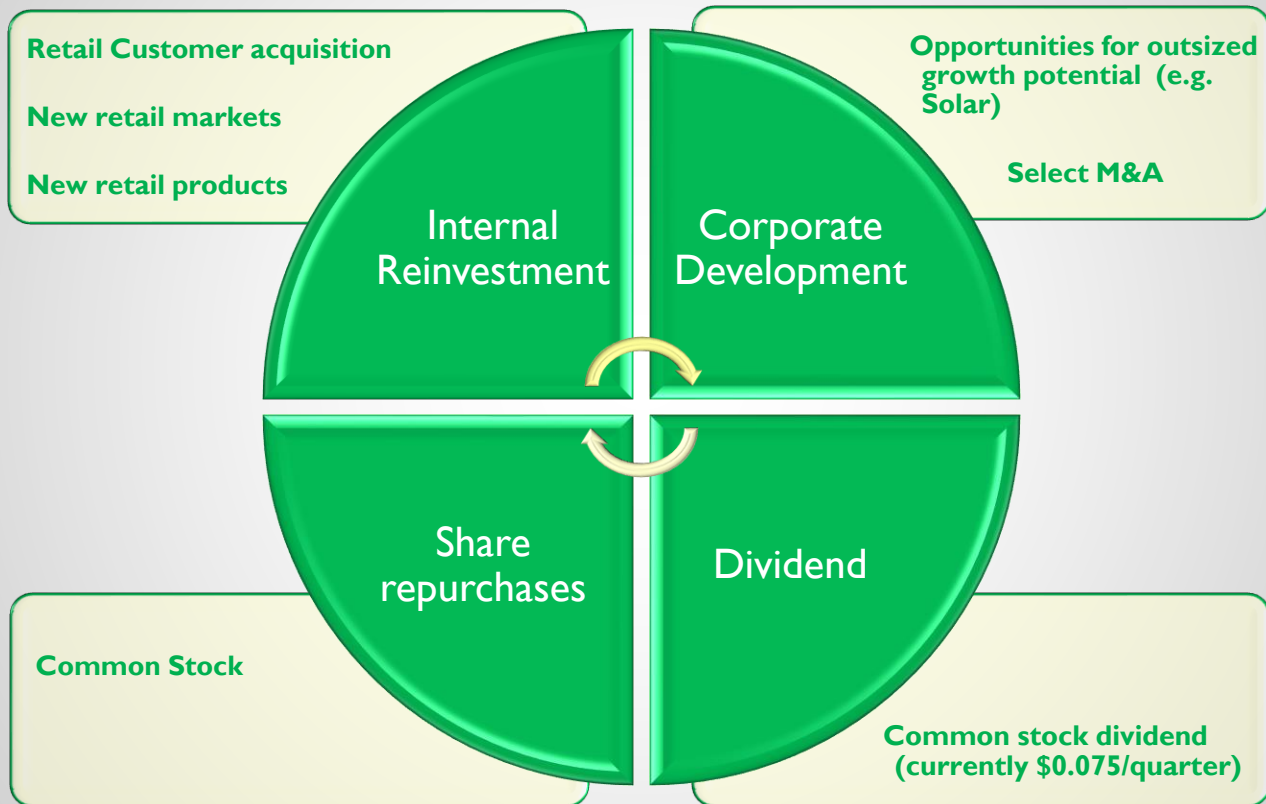 Retail Customer acquisition
New retail markets
New retail products
Opportunities for outsized
growth potential (e.g.
Solar)
Select M&A
Internal
Reinvestment
Corporate
Development
Share
repurchases
Dividend
Common Stock
Common stock dividend
(currently $0.075/quarter)